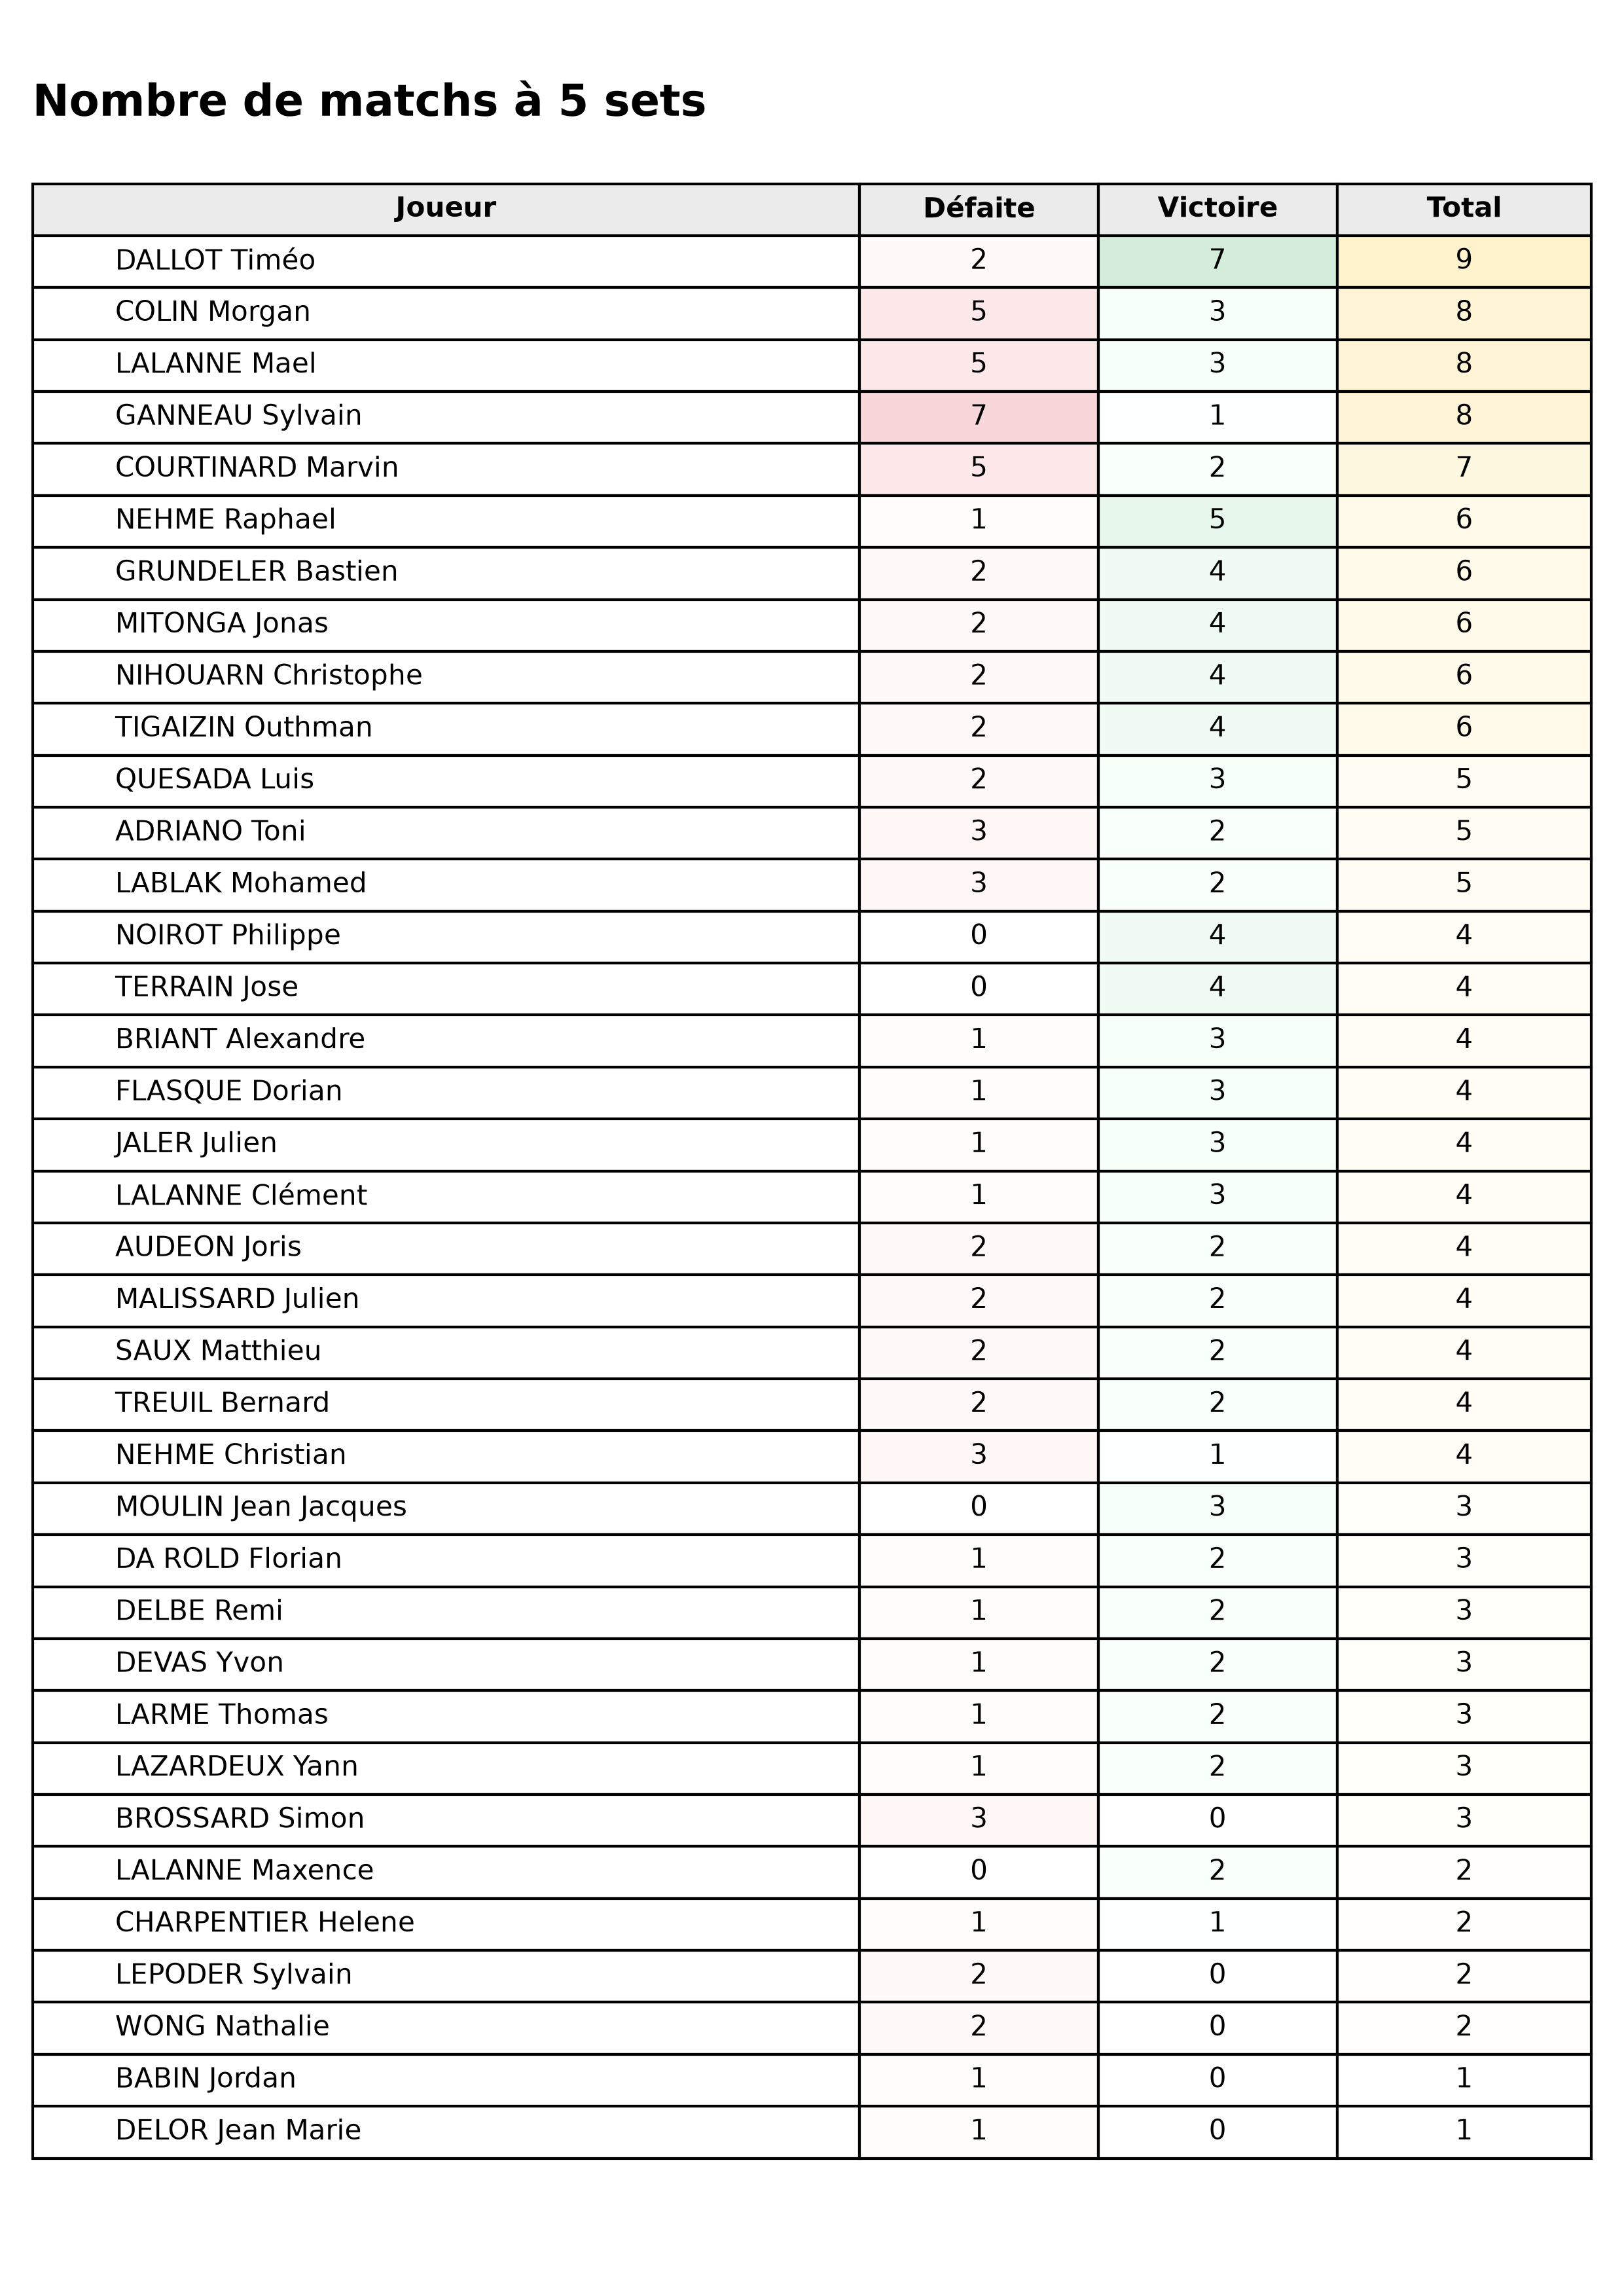 Nombre de matchs à 5 sets
Joueur Défaite Victoire Total
DALLOT Timéo 2 7 9
COLIN Morgan 5 3 8
LALANNE Mael 5 3 8
GANNEAU Sylvain 7 1 8
COURTINARD Marvin 5 2 7
NEHME Raphael 1 5 6
GRUNDELER Bastien 2 4 6
MITONGA Jonas 2 4 6
NIHOUARN Christophe 2 4 6
TIGAIZIN Outhman 2 4 6
QUESADA Luis 2 3 5
ADRIANO Toni 3 2 5
LABLAK Mohamed 3 2 5
NOIROT Philippe 0 4 4
TERRAIN Jose 0 4 4
BRIANT Alexandre 1 3 4
FLASQUE Dorian 1 3 4
JALER Julien 1 3 4
LALANNE Clément 1 3 4
AUDEON Joris 2 2 4
MALISSARD Julien 2 2 4
SAUX Matthieu 2 2 4
TREUIL Bernard 2 2 4
NEHME Christian 3 1 4
MOULIN Jean Jacques 0 3 3
DA ROLD Florian 1 2 3
DELBE Remi 1 2 3
DEVAS Yvon 1 2 3
LARME Thomas 1 2 3
LAZARDEUX Yann 1 2 3
BROSSARD Simon 3 0 3
LALANNE Maxence 0 2 2
CHARPENTIER Helene 1 1 2
LEPODER Sylvain 2 0 2
WONG Nathalie 2 0 2
BABIN Jordan 1 0 1
DELOR Jean Marie 1 0 1